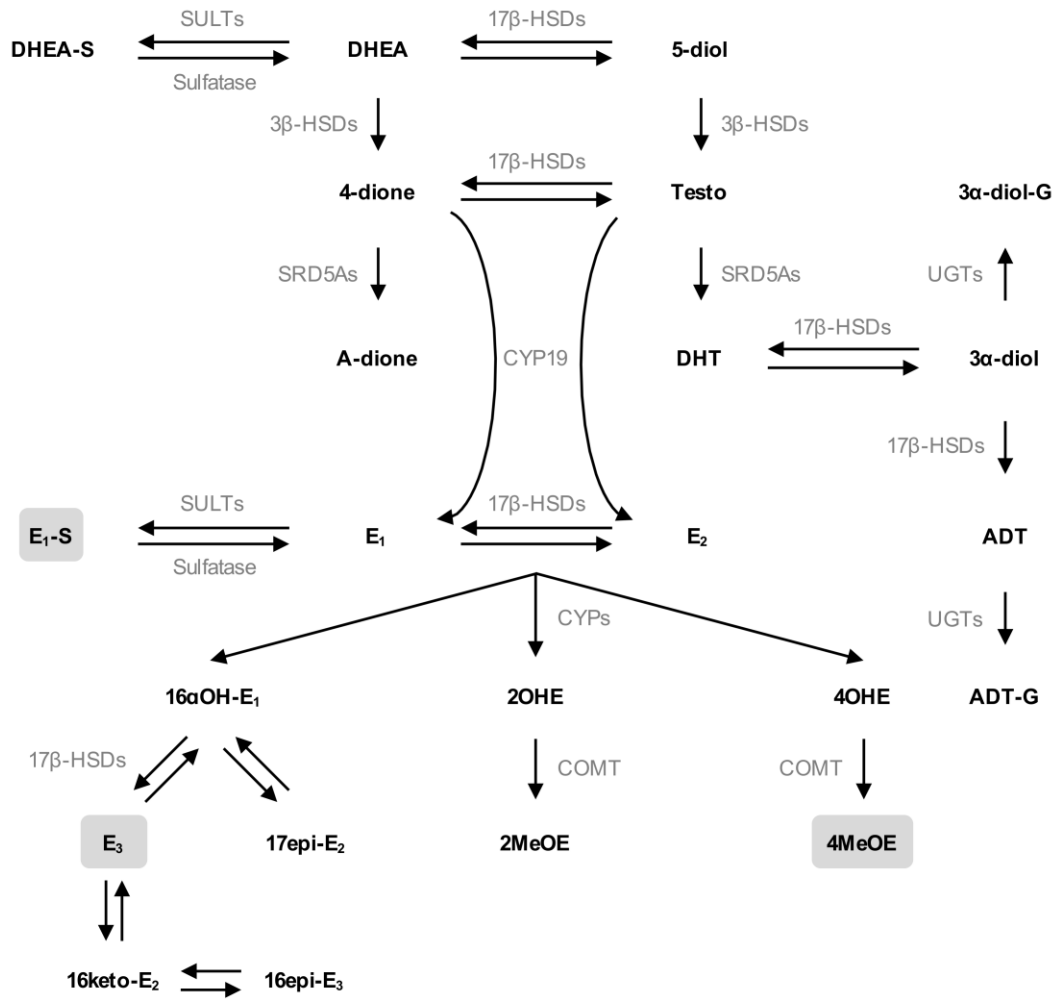 SULTs 17β-HSDs
DHEA-S DHEA 5-diol
Sulfatase
3β-HSDs 3β-HSDs
17β-HSDs
4-dione Testo 3α-diol-G
SRD5As SRD5As UGTs
17β-HSDs
A-dione CYP19 DHT 3α-diol
17β-HSDs
SULTs 17β-HSDs
E₁-S E₁ E₂ ADT
Sulfatase
CYPs UGTs
16αOH-E₁ 2OHE 4OHE ADT-G
17β-HSDs COMT COMT
E₃ 17epi-E₂ 2MeOE 4MeOE
16keto-E₂ 16epi-E₃